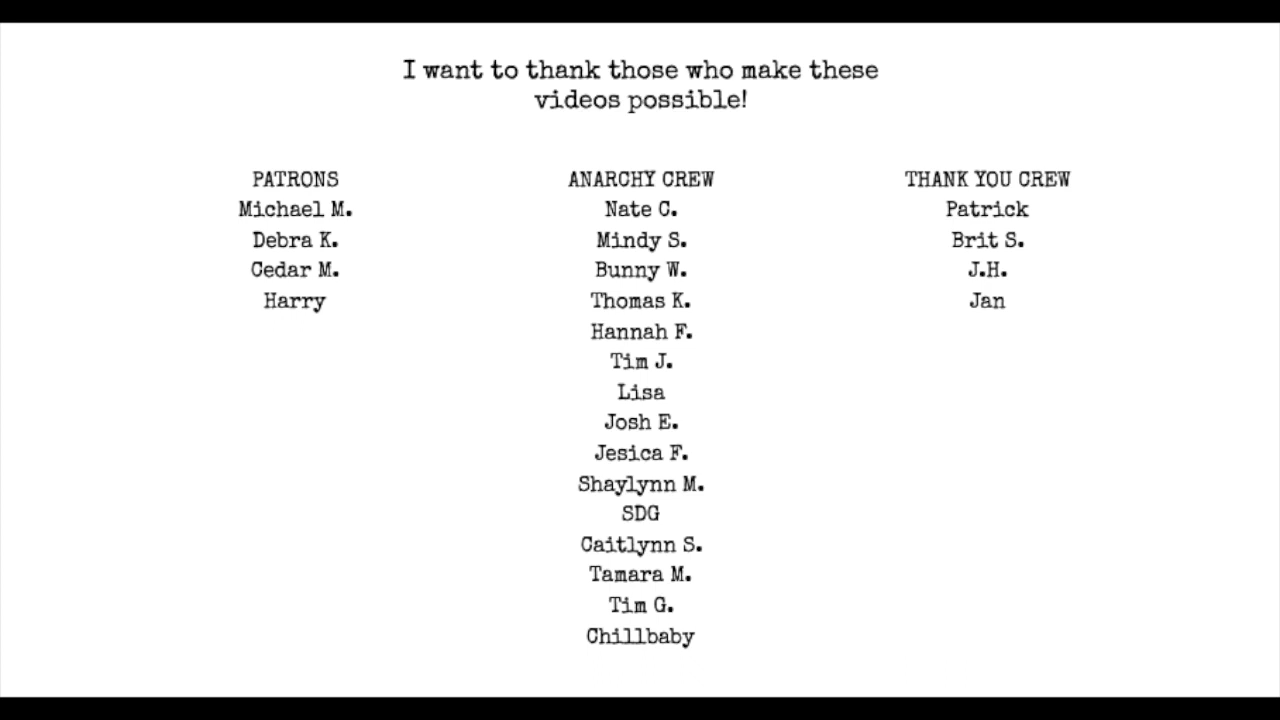 I want to thank those who make these
videos possible!
PATRONS
Michael M.
Debra K.
Cedar M.
Harry
ANARCHY CREW
Nate C.
Mindy S.
Bunny W.
Thomas K.
Hannah F.
Tim J.
Lisa
Josh E.
Jesica F.
Shaylynn M.
SDG
Caitlynn S.
Tamara M.
Tim G.
Chillbaby
THANK YOU CREW
Patrick
Brit S.
J.H.
Jan